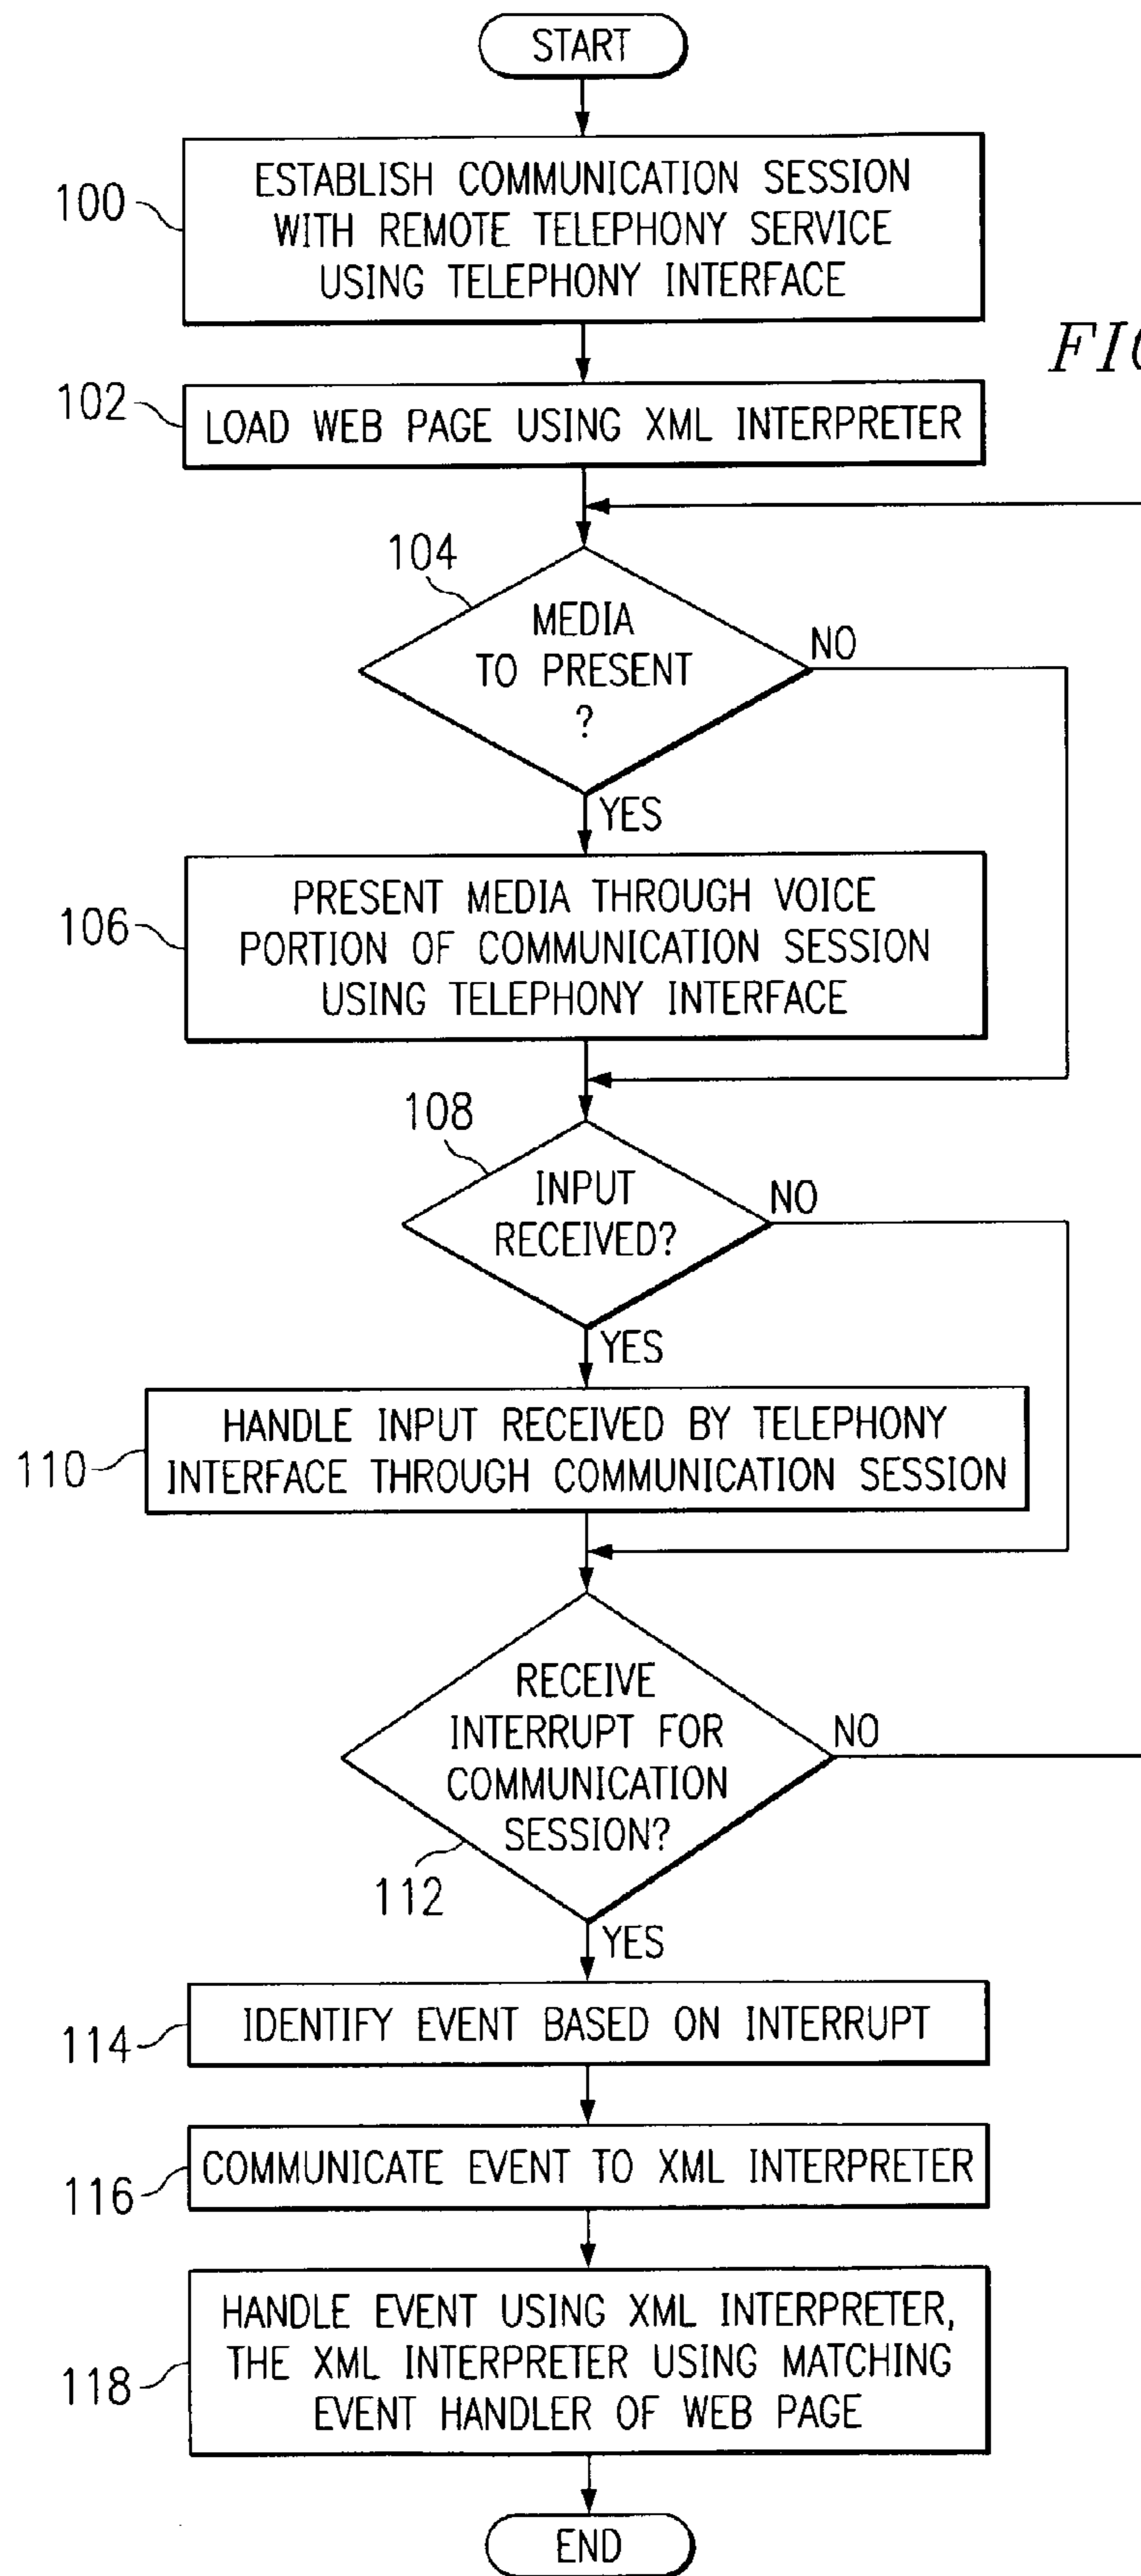 START
100
ESTABLISH COMMUNICATION SESSION
WITH REMOTE TELEPHONY SERVICE
USING TELEPHONY INTERFACE
102
LOAD WEB PAGE USING XML INTERPRETER
104
MEDIA
TO PRESENT
?
NO
YES
106
PRESENT MEDIA THROUGH VOICE
PORTION OF COMMUNICATION SESSION
USING TELEPHONY INTERFACE
108
INPUT
RECEIVED?
NO
YES
110
HANDLE INPUT RECEIVED BY TELEPHONY
INTERFACE THROUGH COMMUNICATION SESSION
RECEIVE
INTERRUPT FOR
COMMUNICATION
SESSION?
NO
112
YES
114
IDENTIFY EVENT BASED ON INTERRUPT
116
COMMUNICATE EVENT TO XML INTERPRETER
118
HANDLE EVENT USING XML INTERPRETER,
THE XML INTERPRETER USING MATCHING
EVENT HANDLER OF WEB PAGE
END